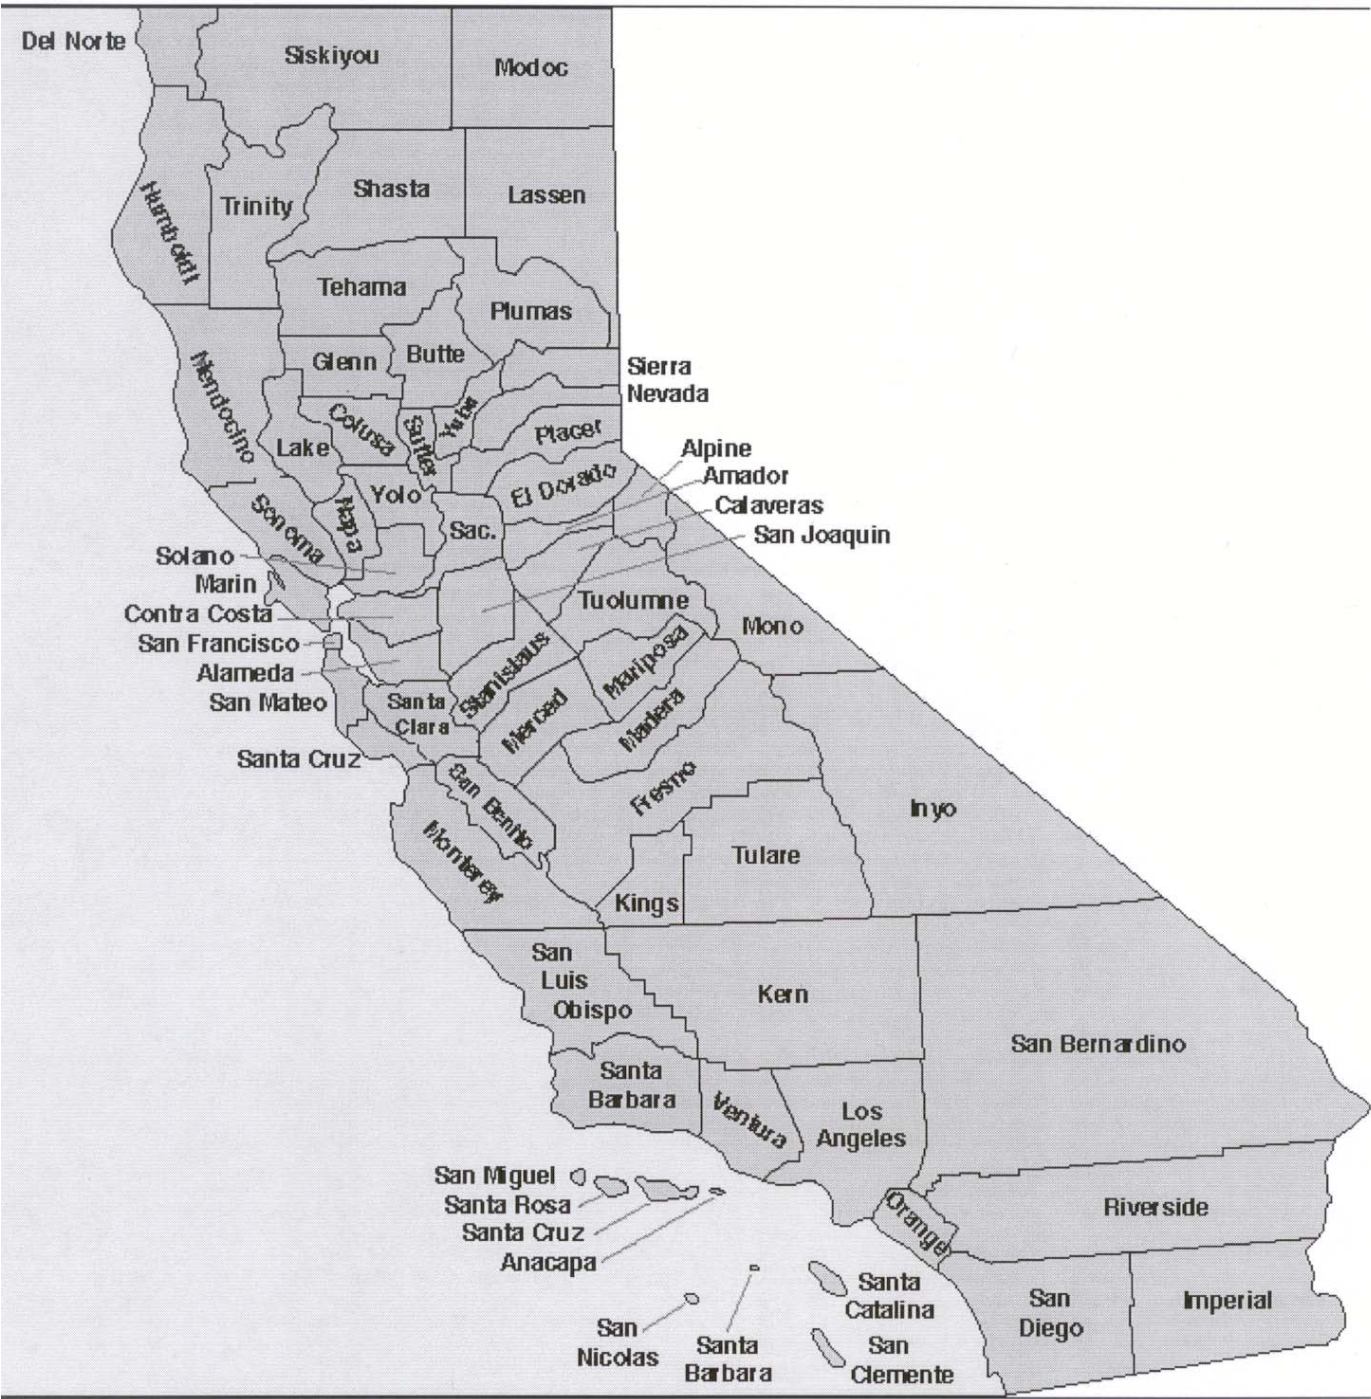 Del Norte
Siskiyou
Modoc
Humboldt
Trinity
Shasta
Lassen
Tehama
Plumas
Mendocino
Glenn
Butte
Sierra
Nevada
Lake
Colusa
Sutter
Yuba
Placer
El Dorado
Alpine
Amador
Calaveras
San Joaquin
Sonoma
Napa
Yolo
Sac.
Solano
Marin
Contra Costa
San Francisco
Alameda
San Mateo
Santa Cruz
Santa
Clara
Stanislaus
Tuolumne
Mono
Mariposa
Merced
Madera
San Benito
Fresno
Monterey
Inyo
Tulare
Kings
San
Luis
Obispo
Kern
San Bernardino
Santa
Barbara
Ventura
Los
Angeles
San Miguel
Santa Rosa
Santa Cruz
Anacapa
Orange
Riverside
San
Nicolas
Santa
Barbara
Santa
Catalina
San
Clemente
San
Diego
Imperial